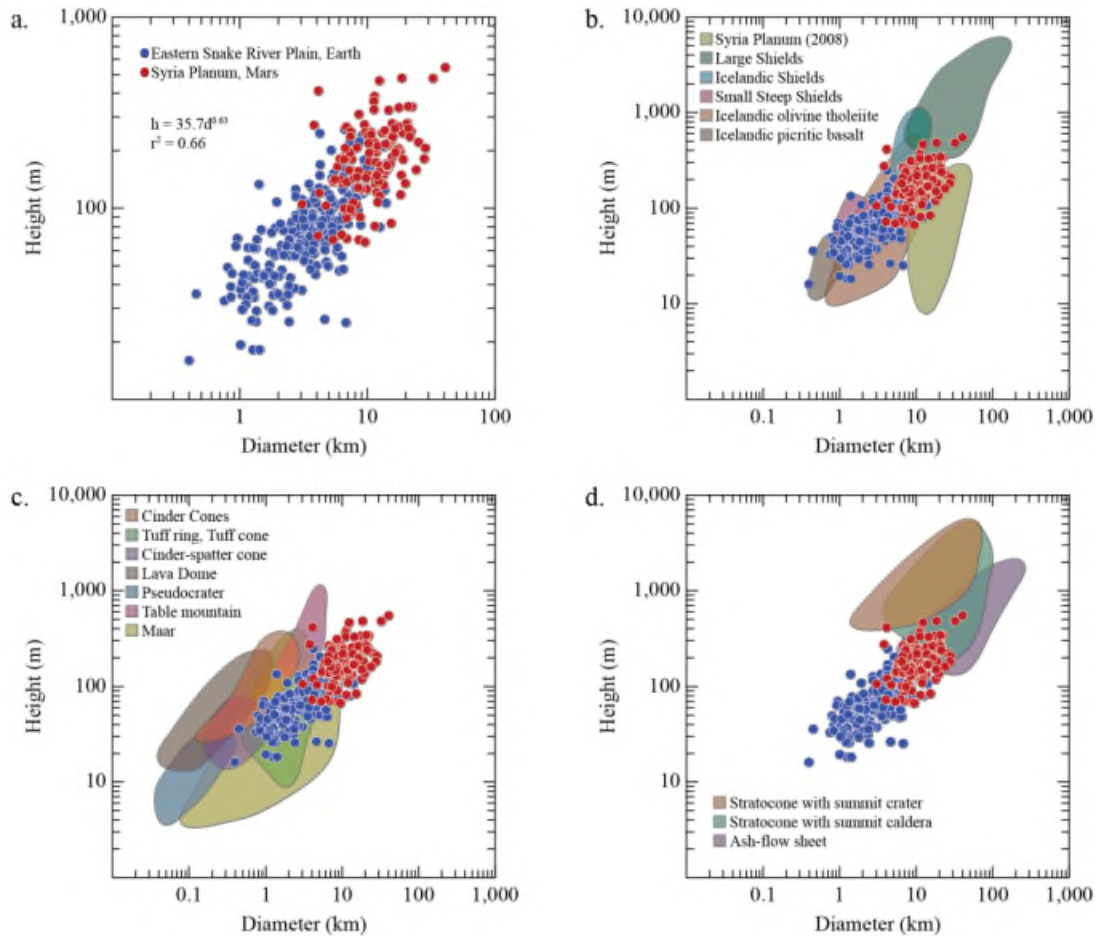 a.
1,000
100
Height (m)
Eastern Snake River Plain, Earth
Syria Planum, Mars
h = 35.7d^0.63
r² = 0.66
1
10
100
Diameter (km)
b.
10,000
1,000
100
10
Height (m)
Syria Planum (2008)
Large Shields
Icelandic Shields
Small Steep Shields
Icelandic olivine tholeiite
Icelandic picritic basalt
0.1
1
10
100
1,000
Diameter (km)
c.
10,000
1,000
100
10
Height (m)
Cinder Cones
Tuff ring, Tuff cone
Cinder-spatter cone
Lava Dome
Pseudocrater
Table mountain
Maar
0.1
1
10
100
1,000
Diameter (km)
d.
10,000
1,000
100
10
Height (m)
Stratocone with summit crater
Stratocone with summit caldera
Ash-flow sheet
0.1
1
10
100
1,000
Diameter (km)